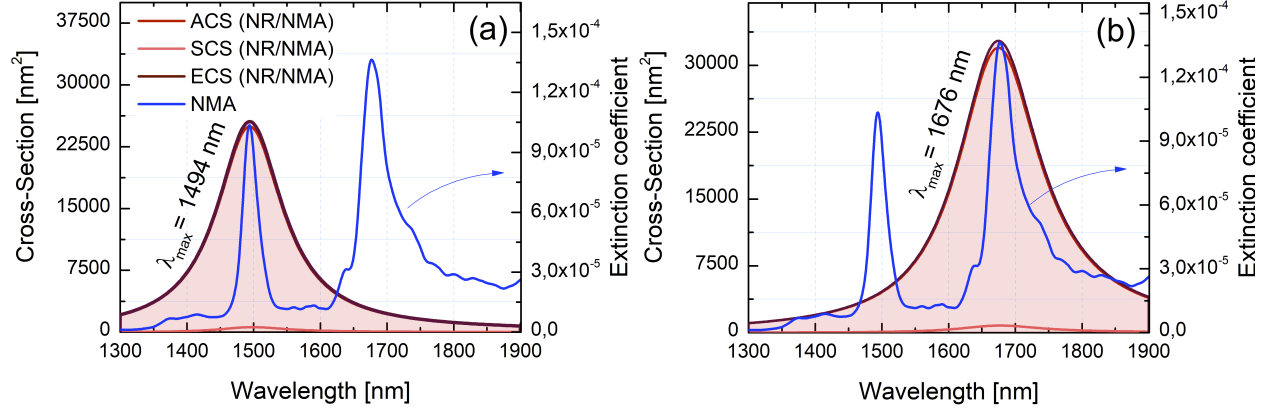 (a)
ACS (NR/NMA)
SCS (NR/NMA)
ECS (NR/NMA)
NMA
λmax = 1494 nm
Cross-Section [nm²]
37500
30000
22500
15000
7500
0
1,5x10⁻⁴
1,2x10⁻⁴
9,0x10⁻⁵
6,0x10⁻⁵
3,0x10⁻⁵
0,0
Extinction coefficient
1300 1400 1500 1600 1700 1800 1900
Wavelength [nm]
(b)
λmax = 1676 nm
Cross-Section [nm²]
30000
22500
15000
7500
0
1,5x10⁻⁴
1,2x10⁻⁴
9,0x10⁻⁵
6,0x10⁻⁵
3,0x10⁻⁵
0,0
Extinction coefficient
1300 1400 1500 1600 1700 1800 1900
Wavelength [nm]